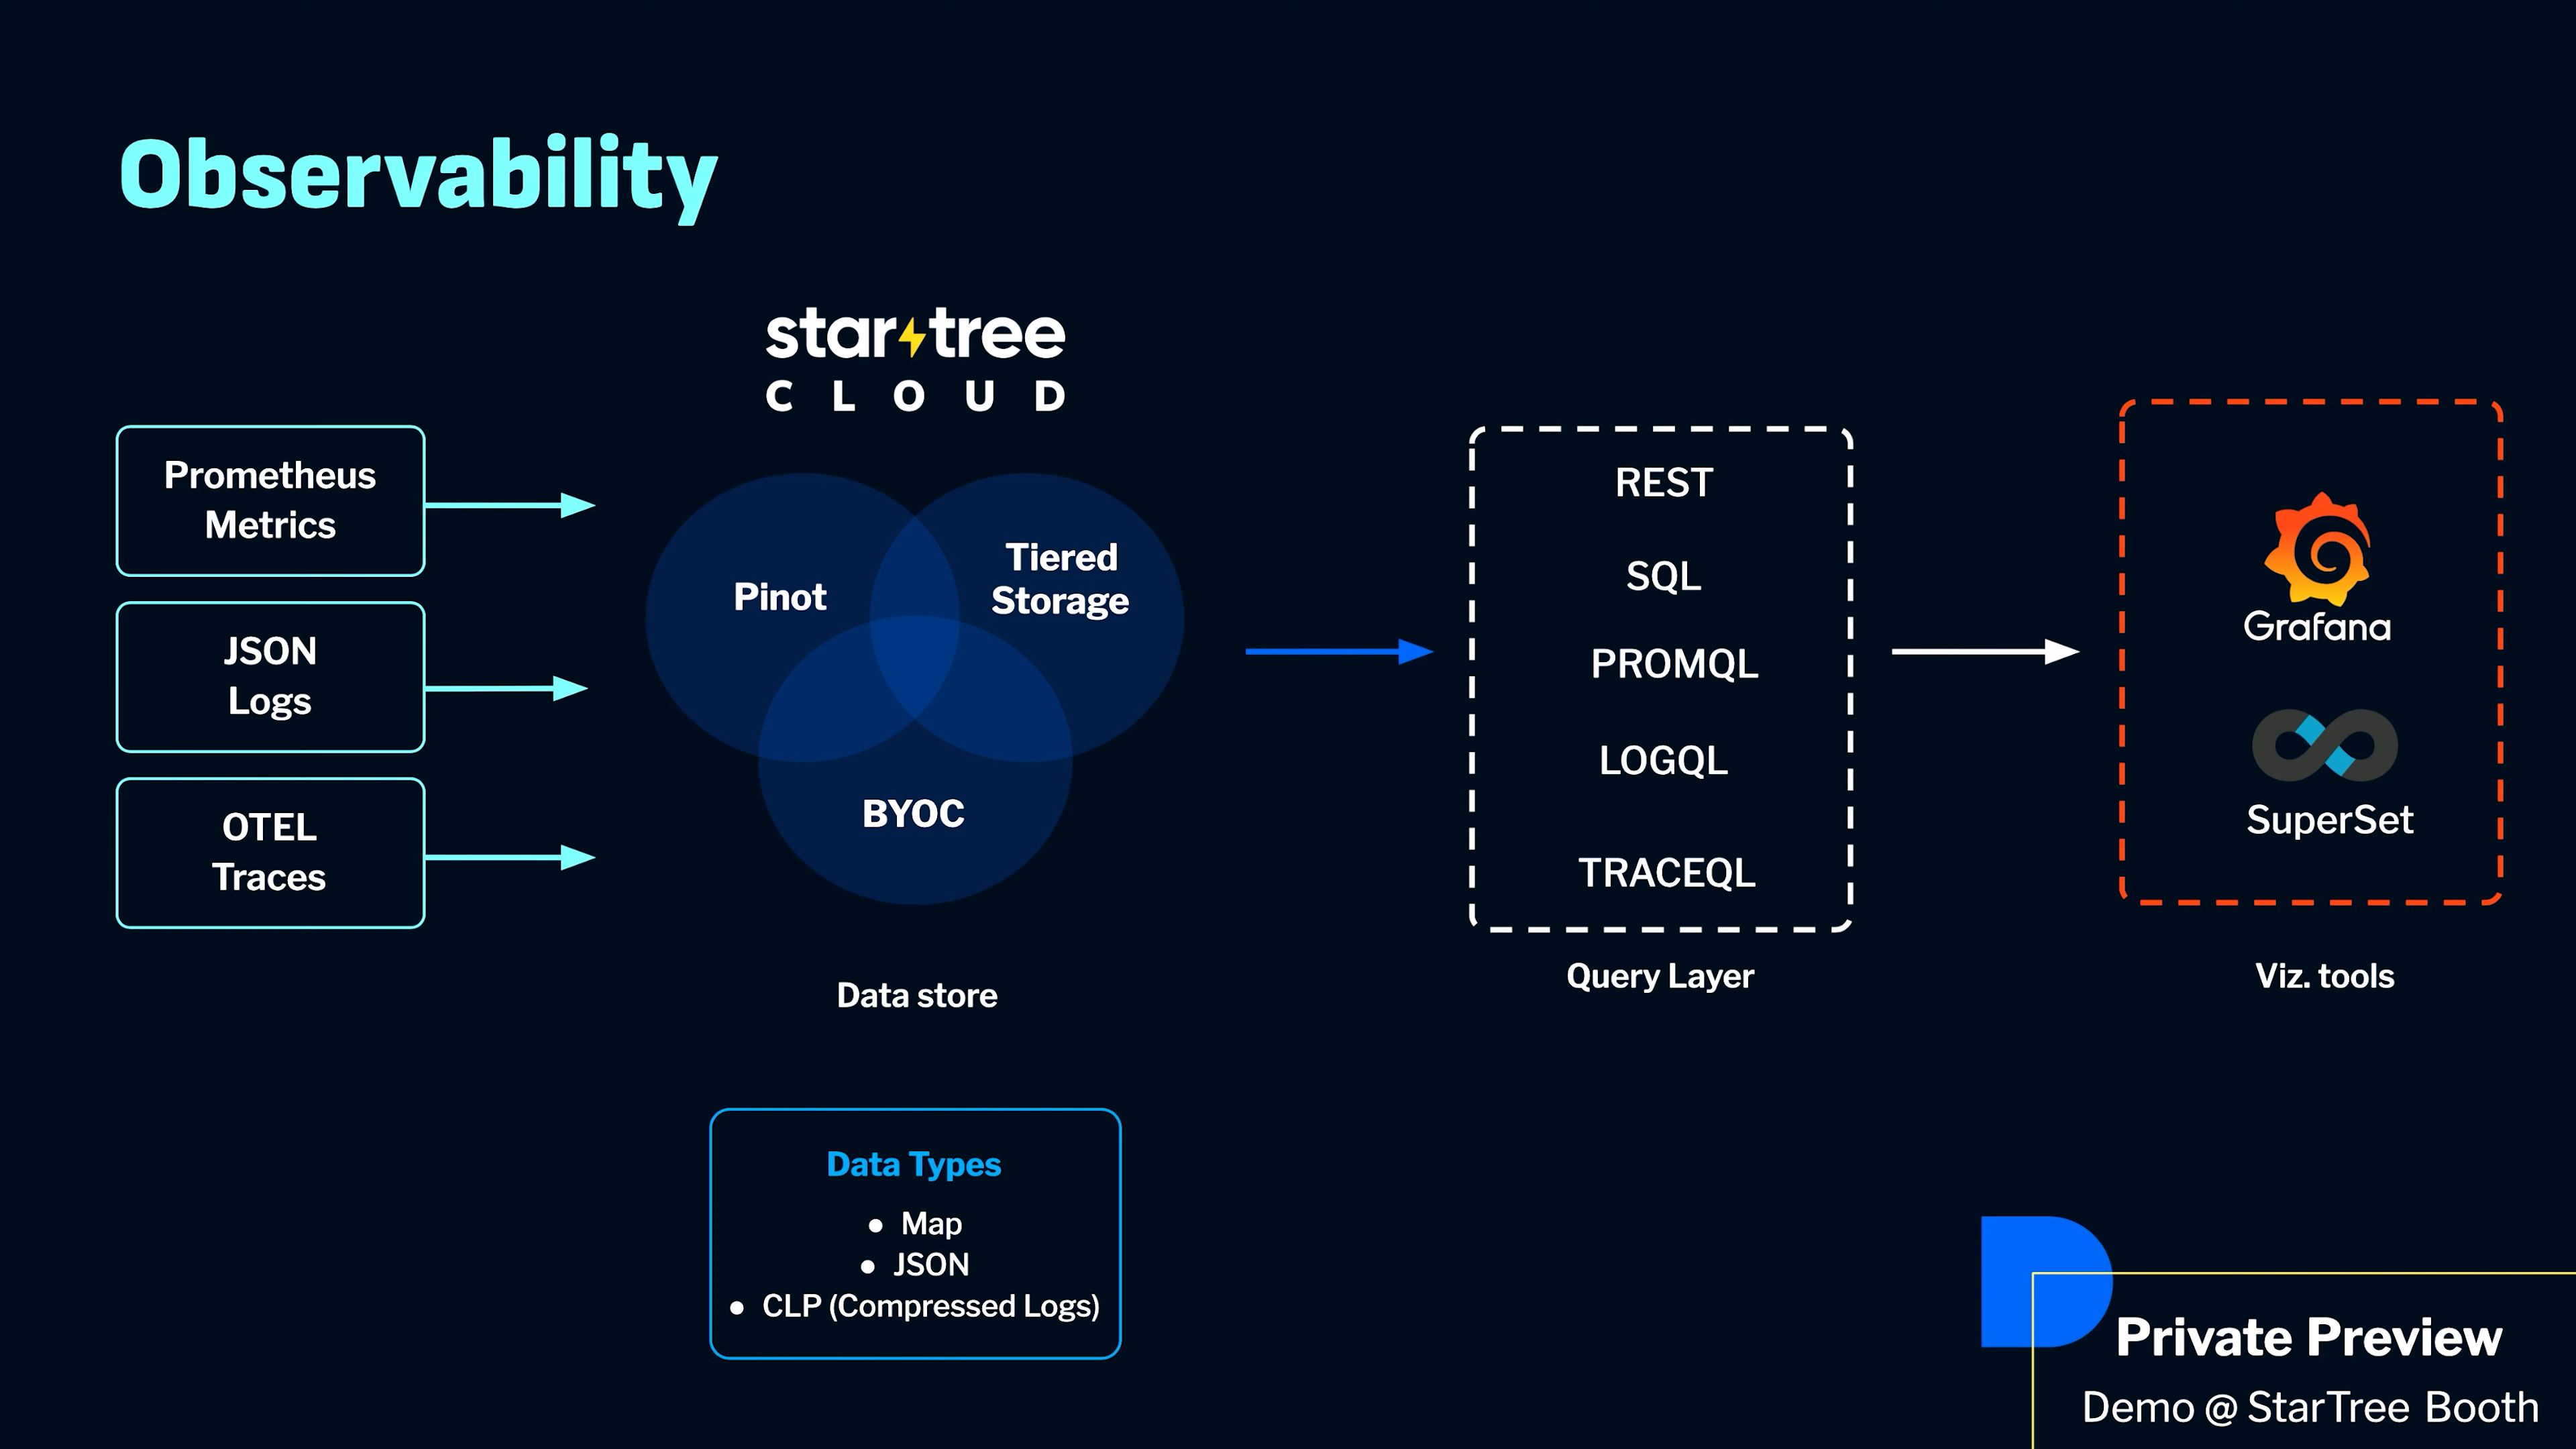 Observability
star tree
CLOUD
Prometheus
Metrics
JSON
Logs
OTEL
Traces
Pinot
Tiered
Storage
BYOC
Data store
REST
SQL
PROMQL
LOGQL
TRACEQL
Query Layer
Grafana
SuperSet
Viz. tools
Data Types
● Map
● JSON
● CLP (Compressed Logs)
Private Preview
Demo @ StarTree Booth